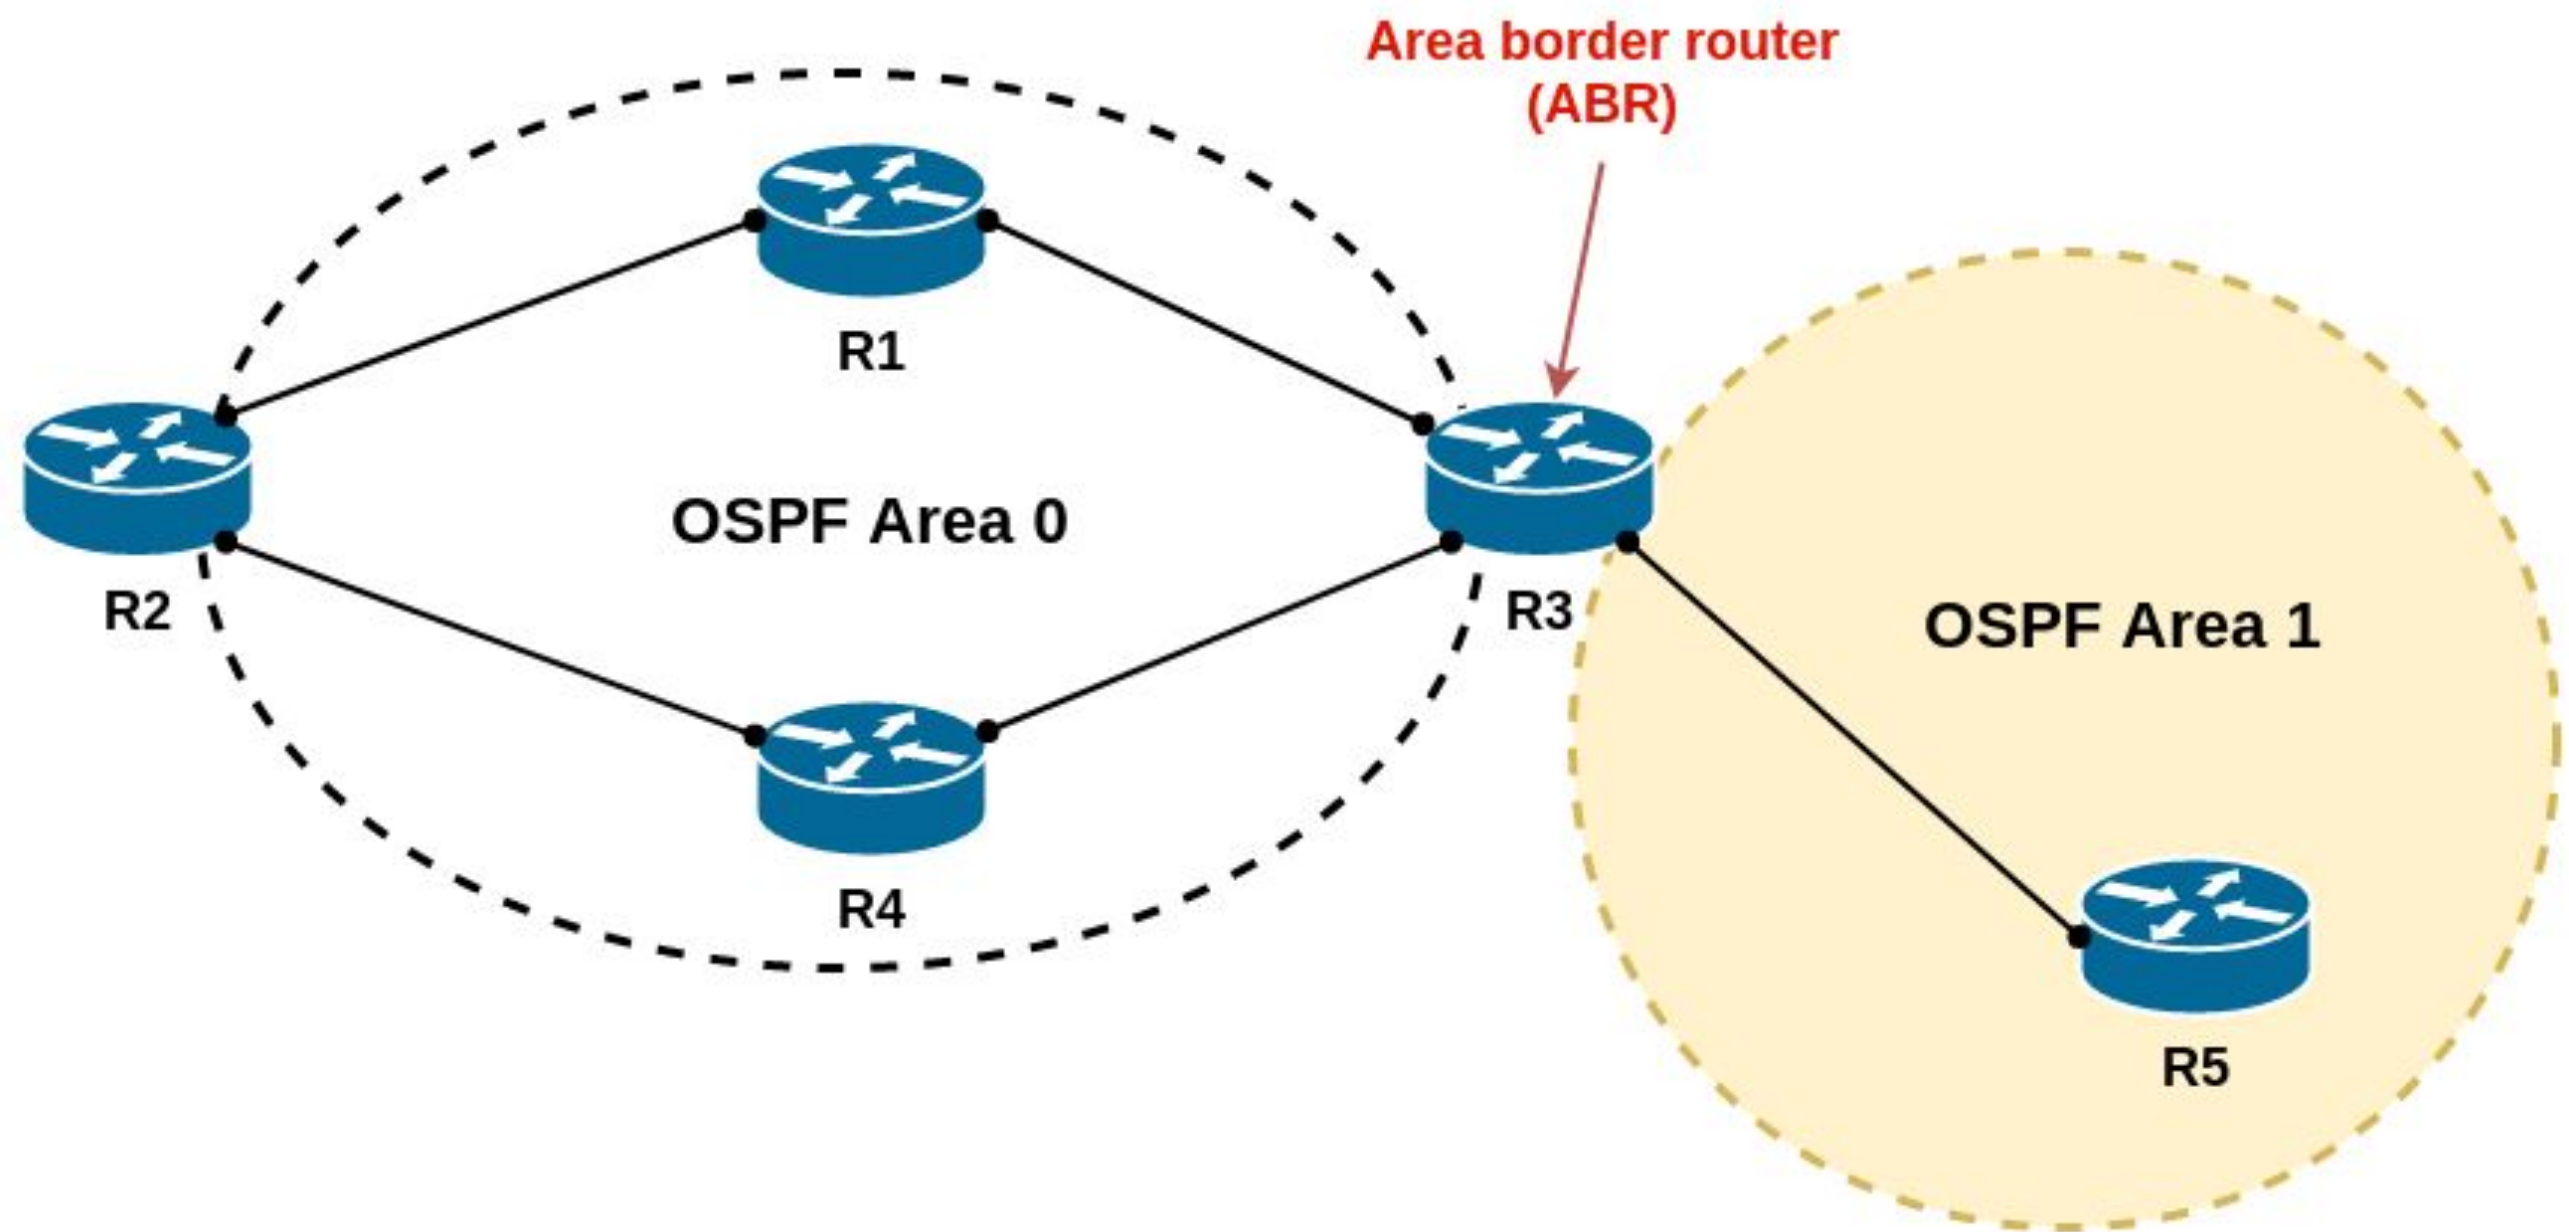 Area border router
(ABR)
R1
OSPF Area 0
R2
R3
OSPF Area 1
R4
R5